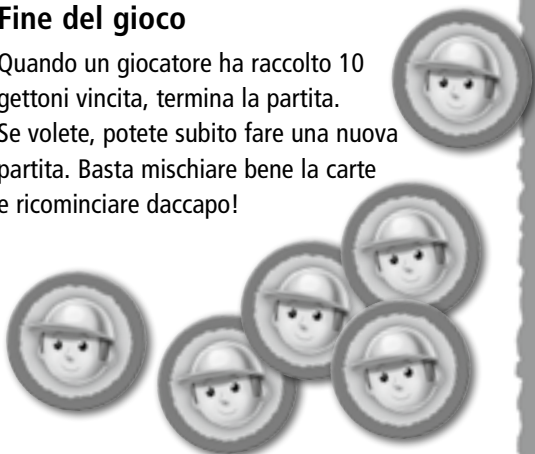 Fine del gioco
Quando un giocatore ha raccolto 10
gettoni vincita, termina la partita.
Se volete, potete subito fare una nuova
partita. Basta mischiare bene la carte
e ricominciare daccapo!